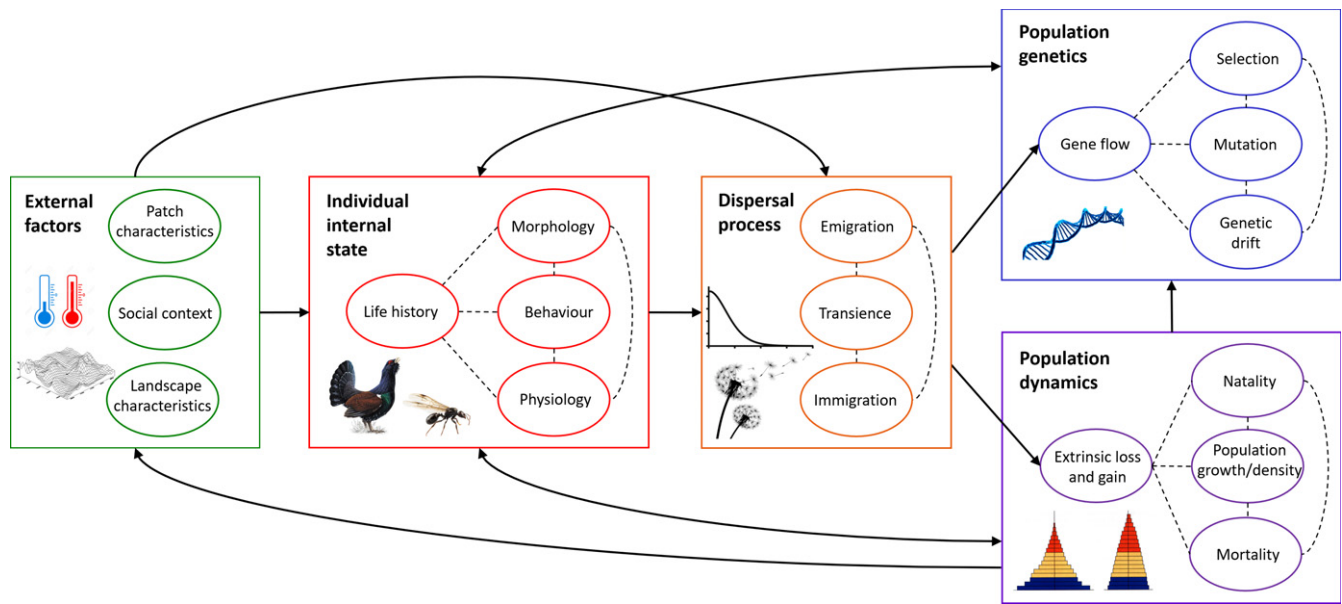 External
factors
Patch
characteristics
Social context
Landscape
characteristics
Individual
internal
state
Morphology
Life history
Behaviour
Physiology
Dispersal
process
Emigration
Transience
Immigration
Population
genetics
Selection
Gene flow
Mutation
Genetic
drift
Population
dynamics
Natality
Extrinsic loss
and gain
Population
growth/density
Mortality